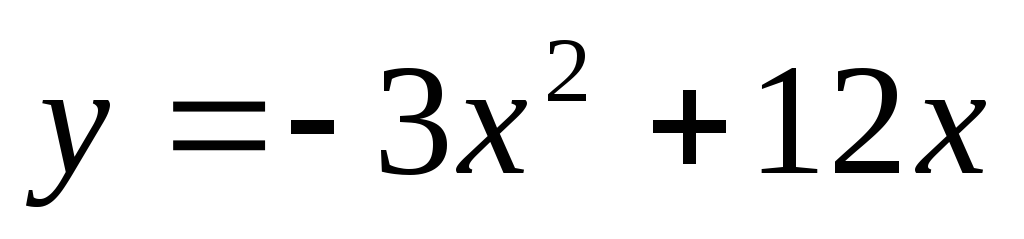 y = - 3x² + 12x